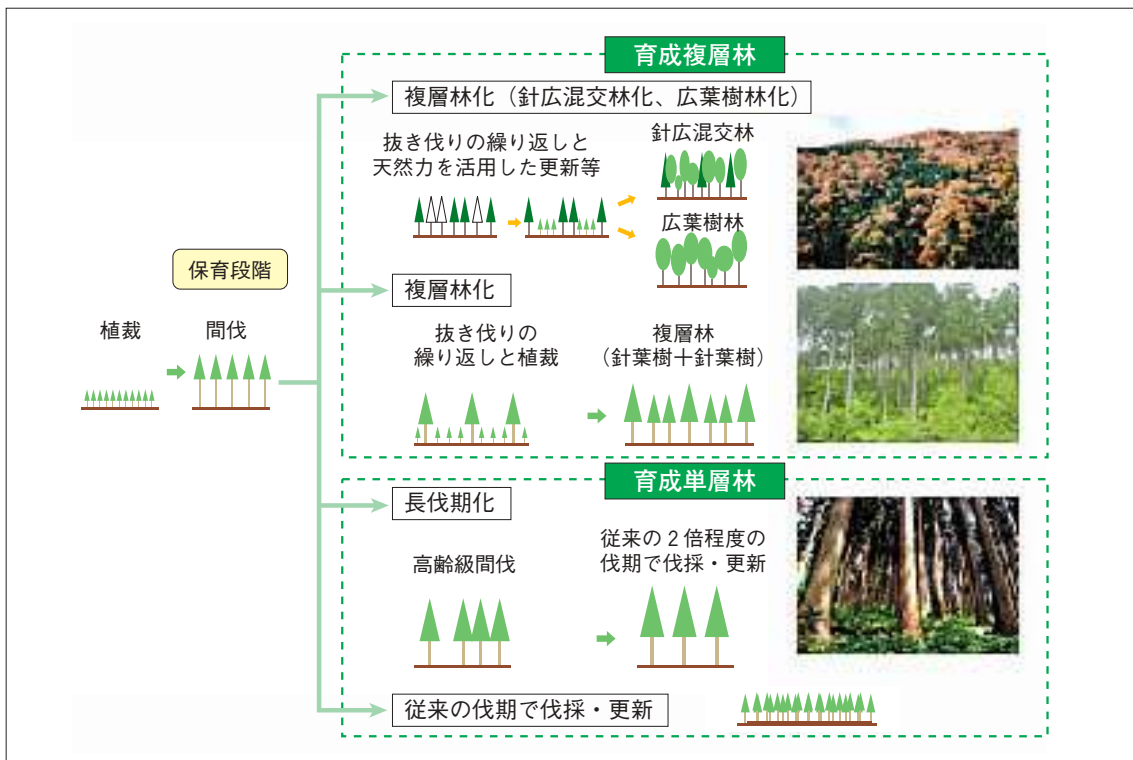 育成複層林
複層林化（針広混交林化、広葉樹林化）
抜き伐りの繰り返しと
天然力を活用した更新等
針広混交林
広葉樹林
保育段階
植裁
間伐
複層林化
抜き伐りの
繰り返しと植裁
複層林
（針葉樹＋針葉樹）
育成単層林
長伐期化
高齢級間伐
従来の２倍程度の
伐期で伐採・更新
従来の伐期で伐採・更新